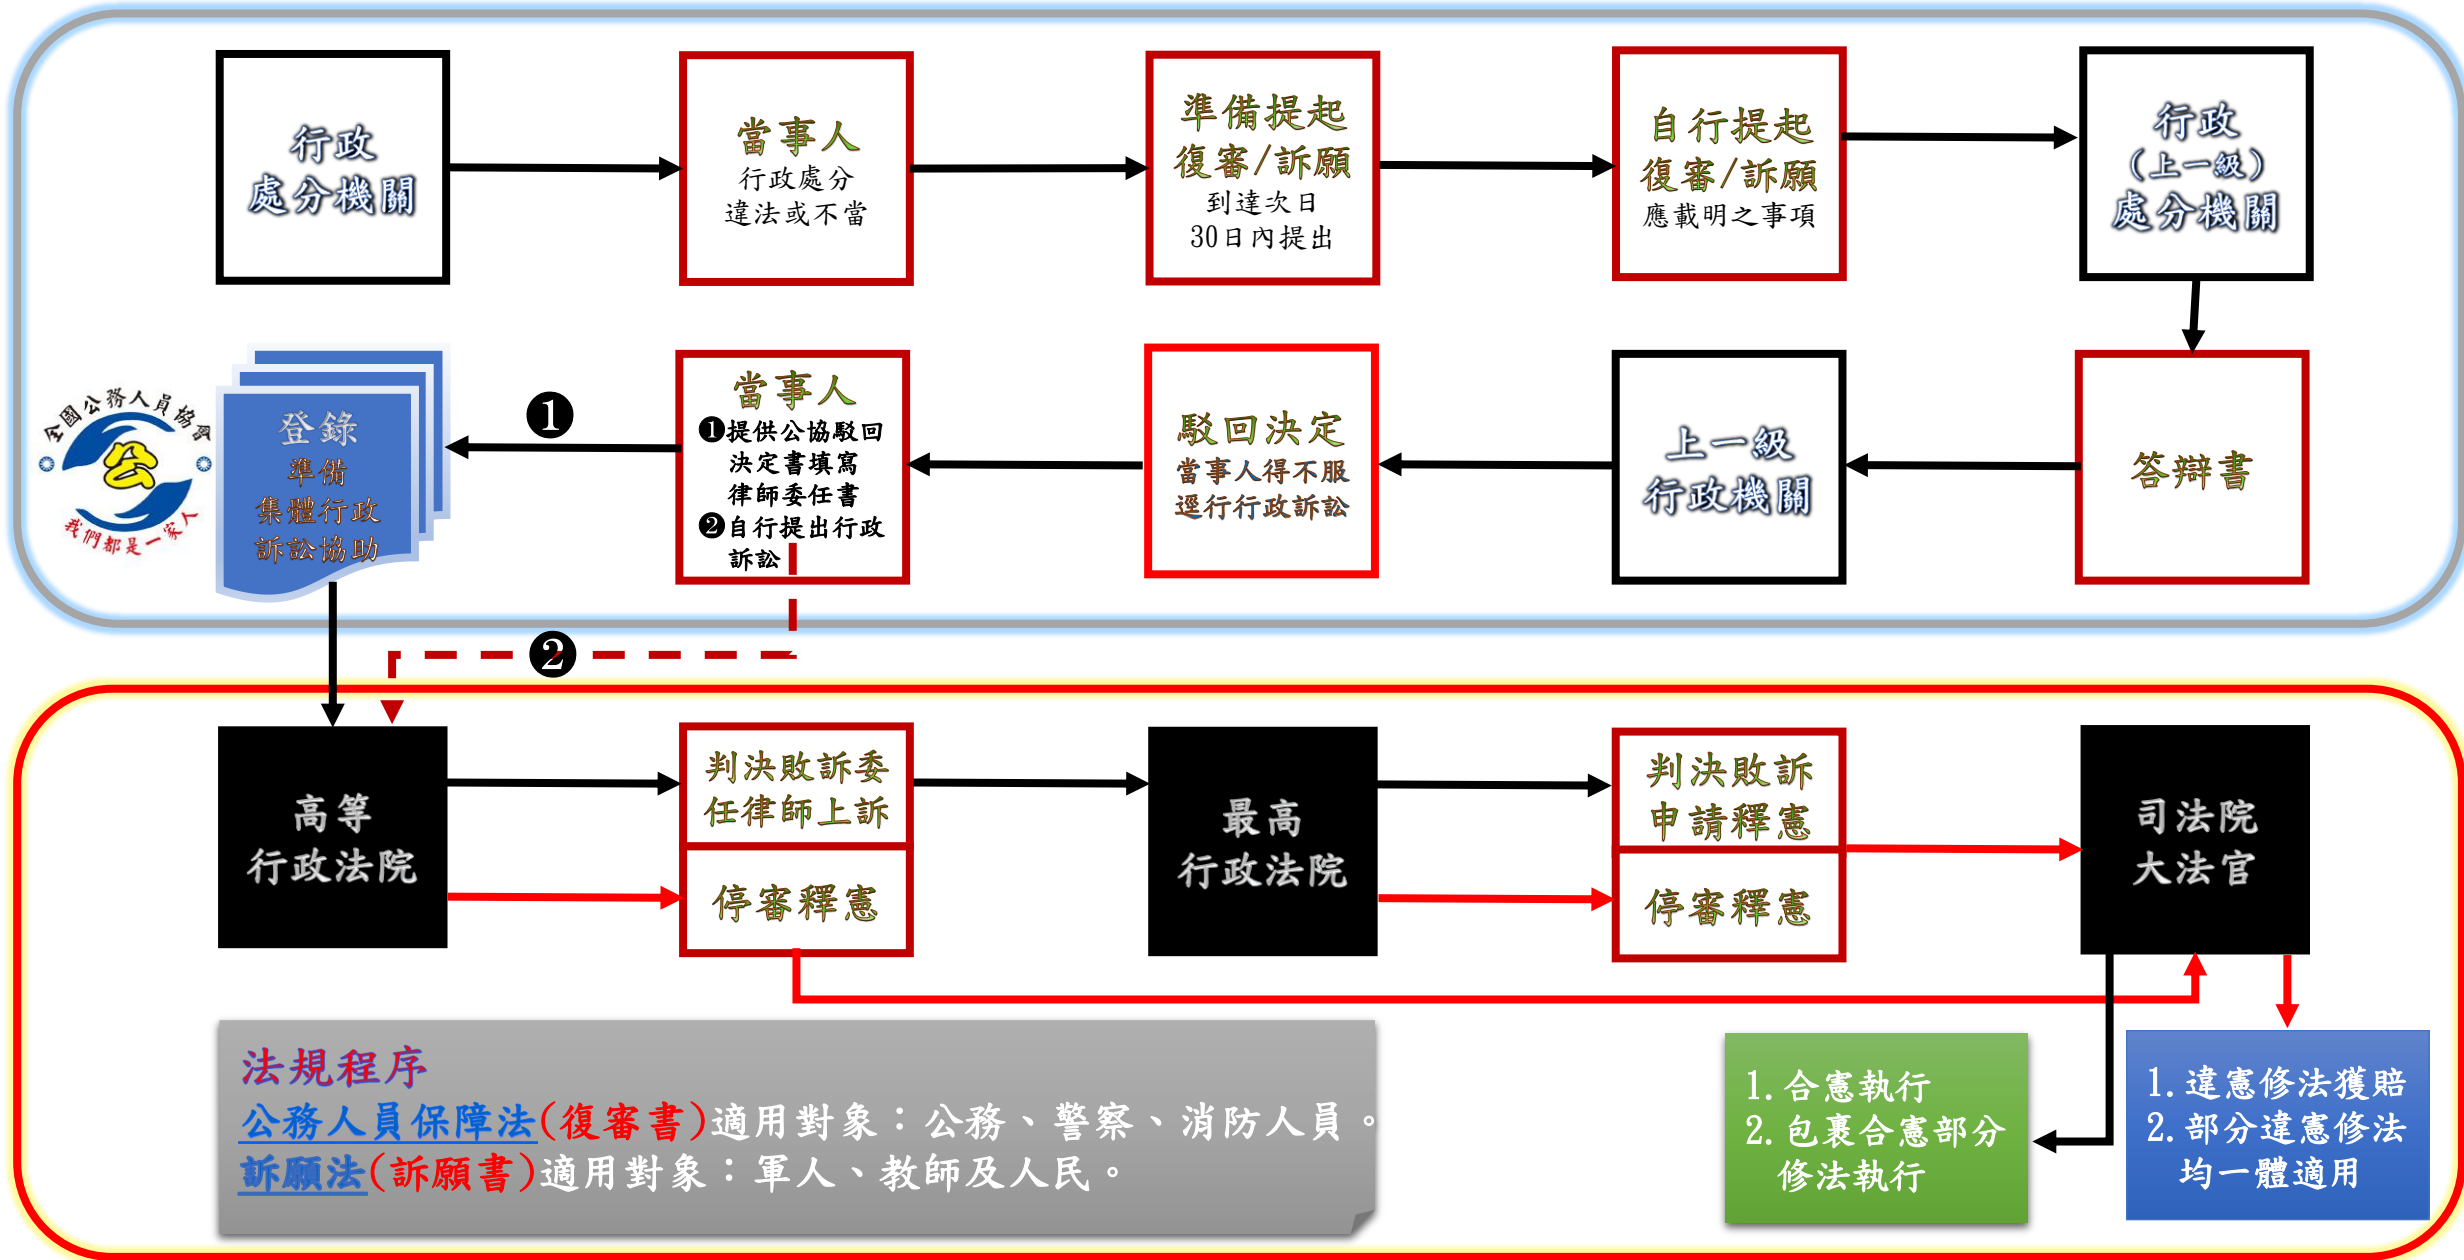 行政
處分機關
當事人
行政處分
違法或不當
準備提起
復審/訴願
到達次日
30日內提出
自行提起
復審/訴願
應載明之事項
行政
(上一級)
處分機關
全國公務人員協會
公
我們都是一家人
登錄
準備
集體行政
訴訟協助
❶
當事人
❶提供公協駁回
決定書填寫
律師委任書
❷自行提出行政
訴訟
駁回決定
當事人得不服
逕行行政訴訟
上一級
行政機關
答辯書
❷
高等
行政法院
判決敗訴委
任律師上訴
停審釋憲
最高
行政法院
判決敗訴
申請釋憲
停審釋憲
司法院
大法官
法規程序
公務人員保障法(復審書)適用對象：公務、警察、消防人員。
訴願法(訴願書)適用對象：軍人、教師及人民。
1.合憲執行
2.包裹合憲部分
修法執行
1.違憲修法獲賠
2.部分違憲修法
均一體適用